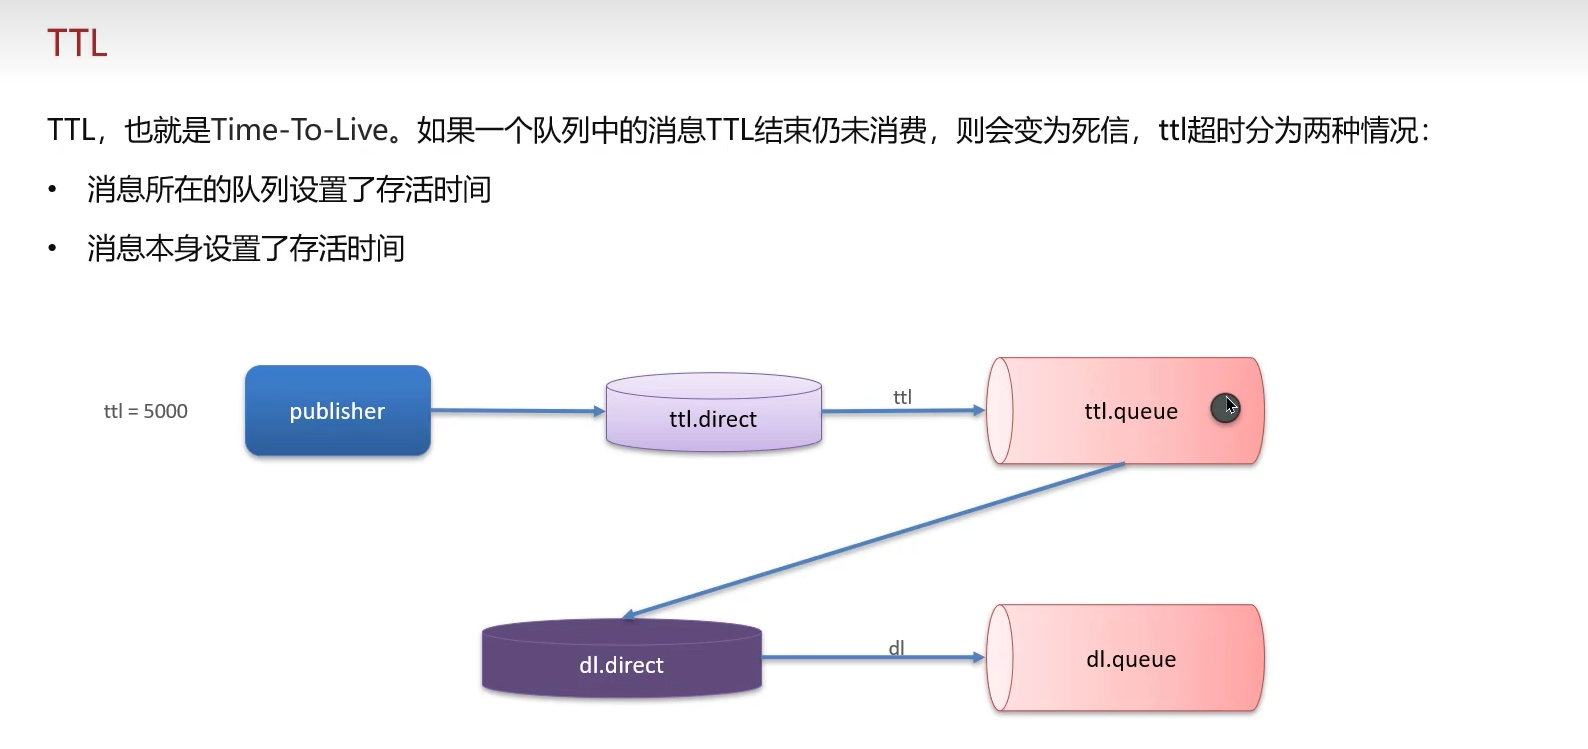 TTL
TTL，也就是Time-To-Live。如果一个队列中的消息TTL结束仍未消费，则会变为死信，ttl超时分为两种情况：
• 消息所在的队列设置了存活时间
• 消息本身设置了存活时间
ttl = 5000
publisher
ttl.direct
ttl
ttl.queue
dl.direct
dl
dl.queue